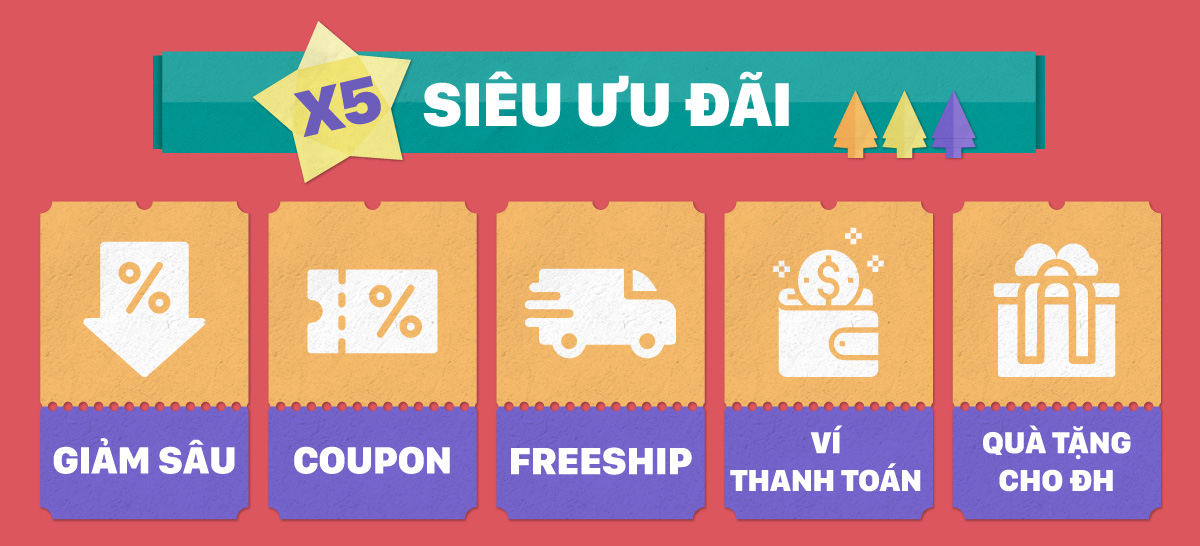 X5
SIÊU ƯU ĐÃI
%
%
$
GIẢM SÂU
COUPON
FREESHIP
VÍ
THANH TOÁN
QUÀ TẶNG
CHO ĐH